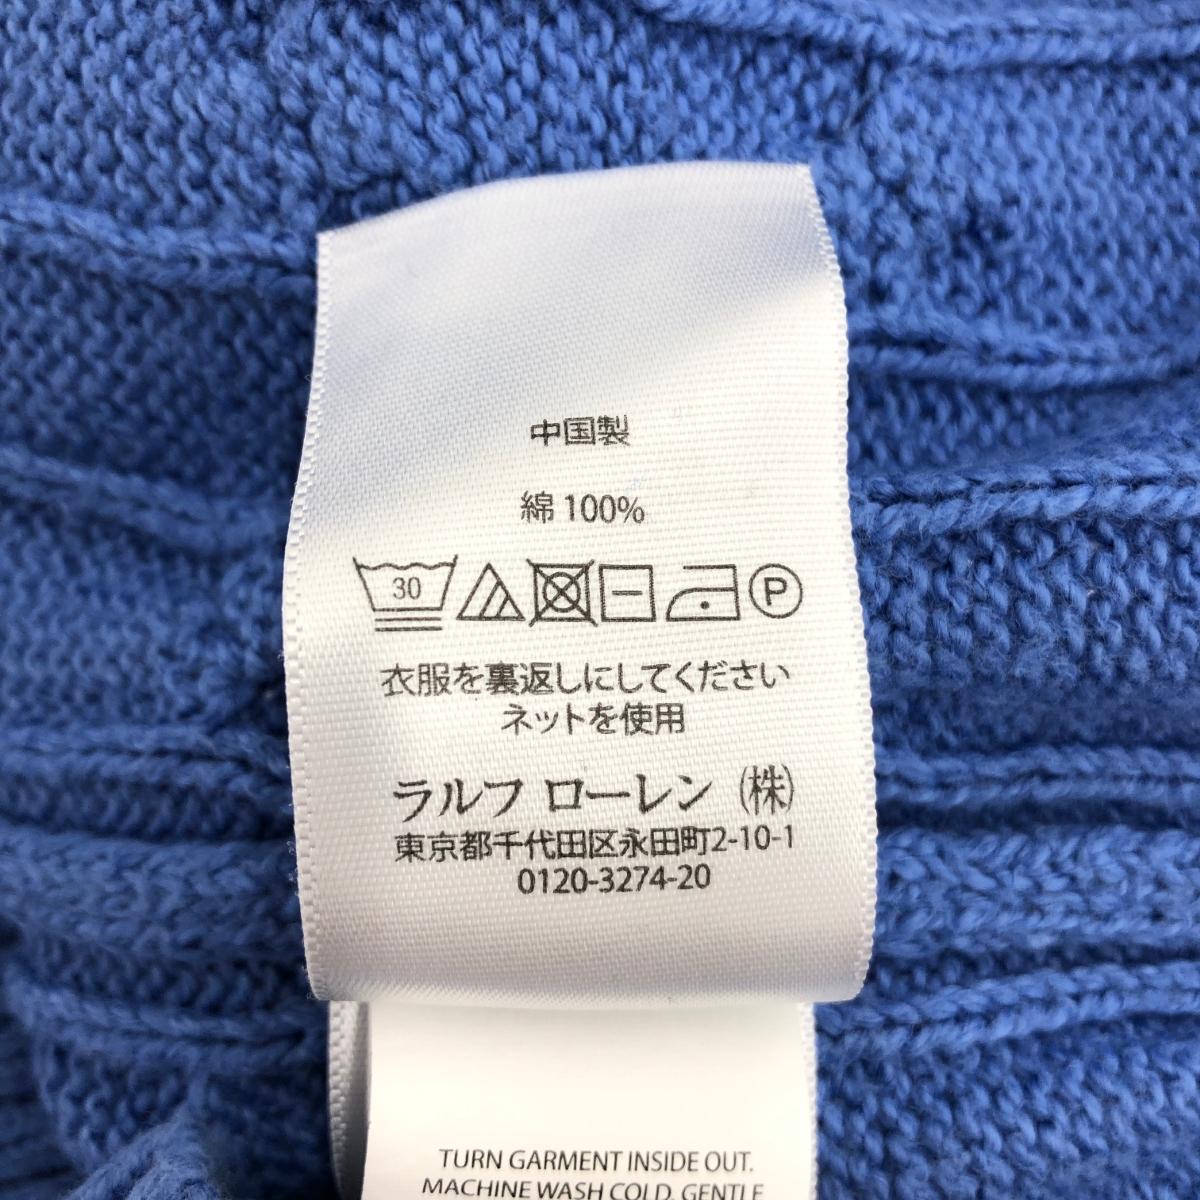 中国製
綿 100%
30 P
衣服を裏返しにしてください
ネットを使用
ラルフ ローレン (株)
東京都千代田区永田町2-10-1
0120-3274-20
TURN GARMENT INSIDE OUT.
MACHINE WASH COLD, GENTLE